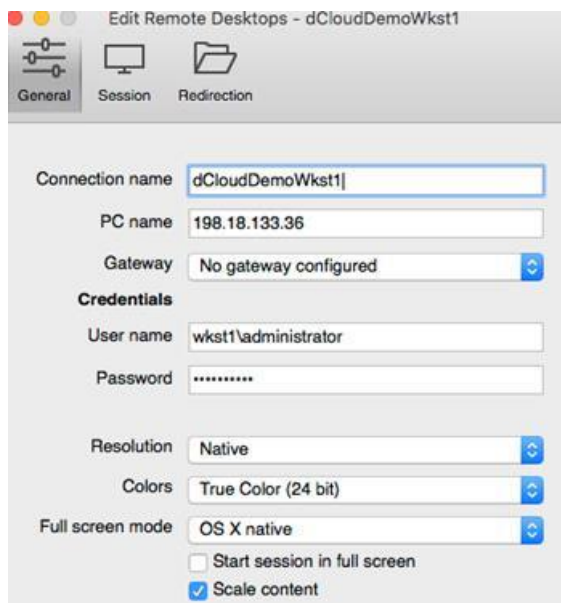 Edit Remote Desktops - dCloudDemoWkst1
General Session Redirection
Connection name dCloudDemoWkst1
PC name 198.18.133.36
Gateway No gateway configured
Credentials
User name wkst1\administrator
Password ••••••••••
Resolution Native
Colors True Color (24 bit)
Full screen mode OS X native
Start session in full screen
Scale content